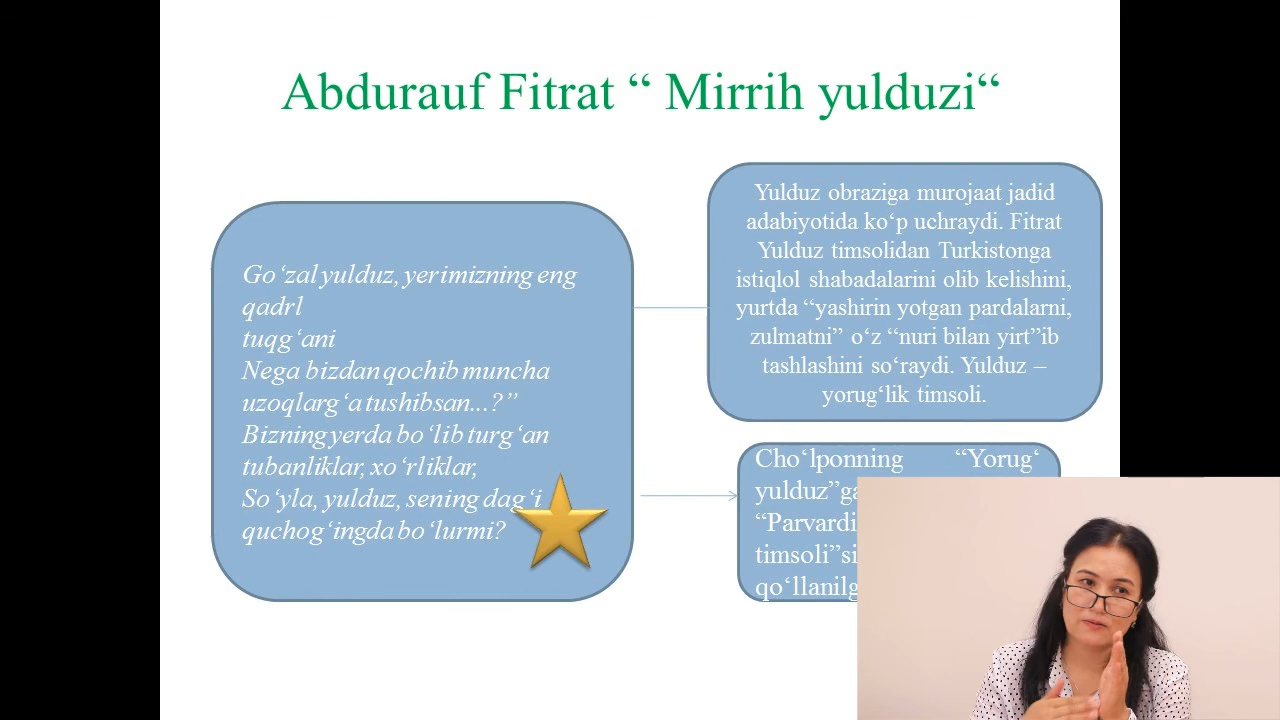 Abdurauf Fitrat “ Mirrih yulduzi“
Go‘zal yulduz, yerimizning eng
qadrl
tuqg‘ani
Nega bizdan qochib muncha
uzoqlarg‘a tushibsan...?”
Bizning yerda bo‘lib turg‘an
tubanliklar, xo‘rliklar,
So‘yla, yulduz, sening dag‘i
quchog‘ingda bo‘lurmi?
Yulduz obraziga murojaat jadid
adabiyotida ko‘p uchraydi. Fitrat
Yulduz timsolidan Turkistonga
istiqlol shabadalarini olib kelishini,
yurtda “yashirin yotgan pardalarni,
zulmatni” o‘z “nuri bilan yirt”ib
tashlashini so‘raydi. Yulduz –
yorug‘lik timsoli.
Cho‘lponning “Yorug‘
yulduz”ga
“Parvardi
timsoli”si
qo‘llanilg